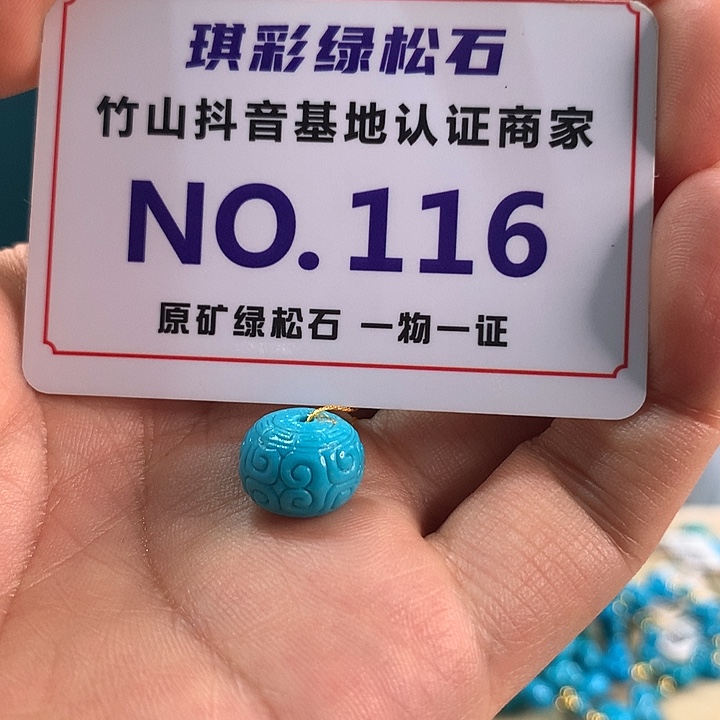 琪彩绿松石
竹山抖音基地认证商家
NO.116
原矿绿松石 一物一证